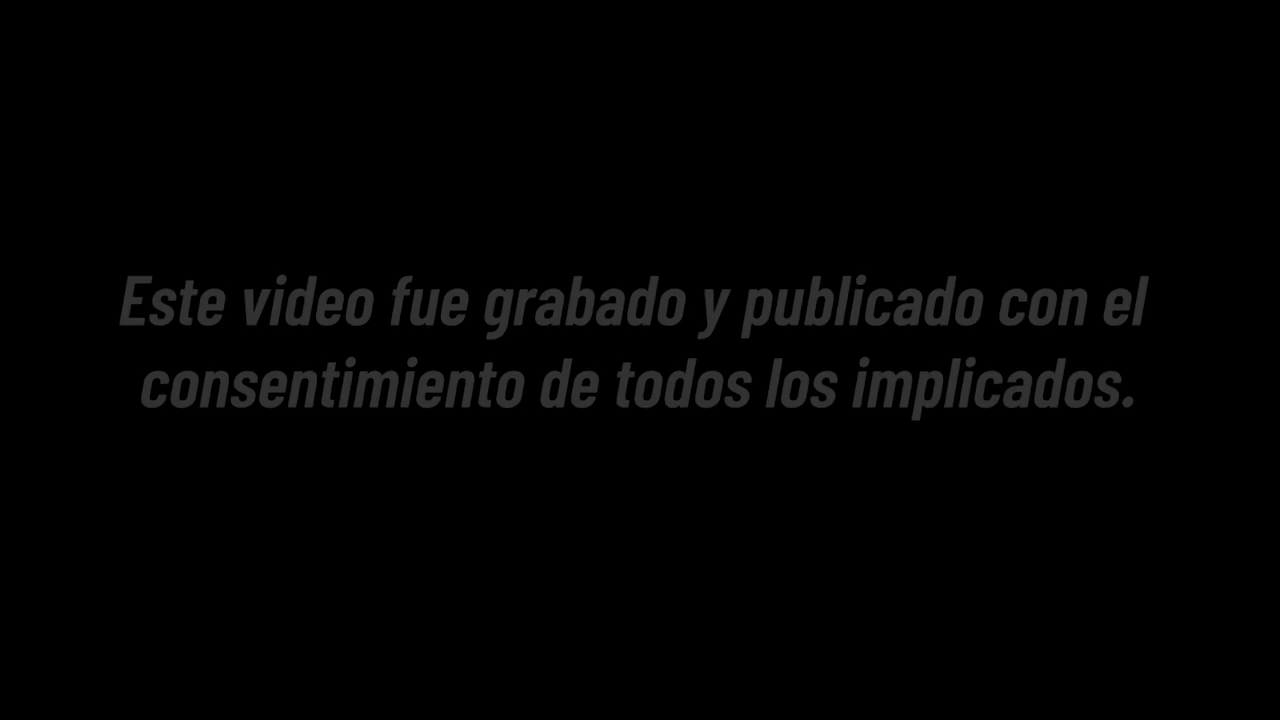 Este video fue grabado y publicado con el
consentimiento de todos los implicados.